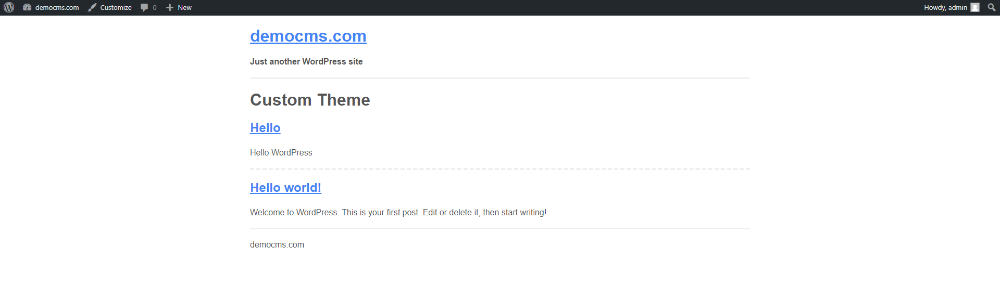 democms.com Customize 0 New Howdy, admin
democms.com
Just another WordPress site
Custom Theme
Hello
Hello WordPress
Hello world!
Welcome to WordPress. This is your first post. Edit or delete it, then start writing!
democms.com